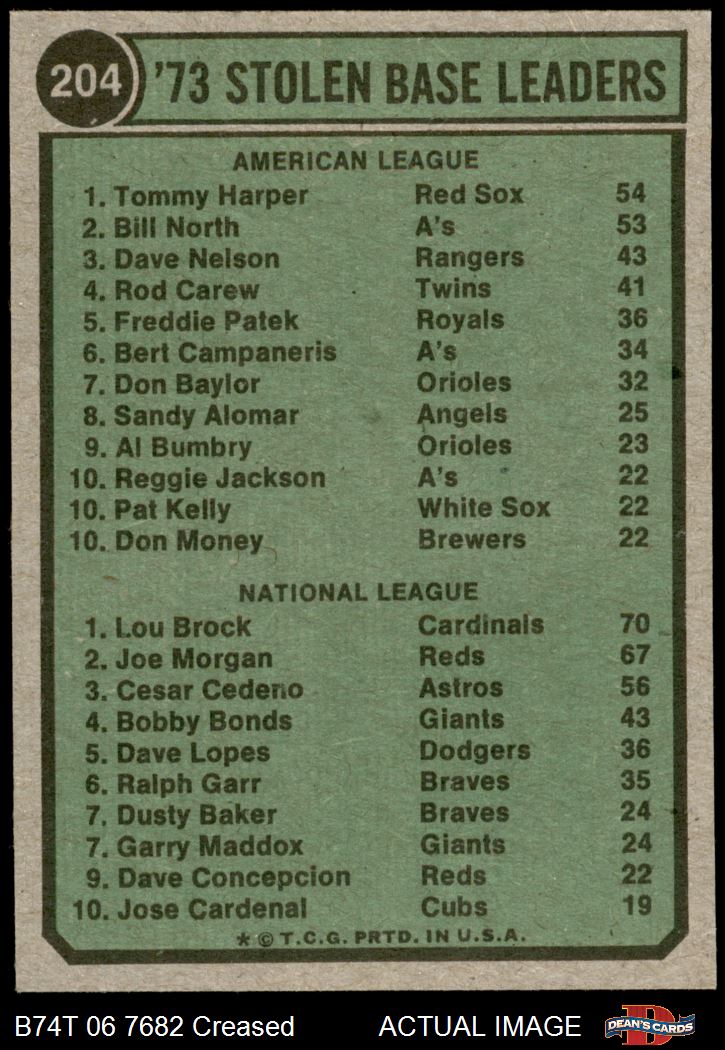 204 '73 STOLEN BASE LEADERS
AMERICAN LEAGUE
1. Tommy Harper Red Sox 54
2. Bill North A's 53
3. Dave Nelson Rangers 43
4. Rod Carew Twins 41
5. Freddie Patek Royals 36
6. Bert Campaneris A's 34
7. Don Baylor Orioles 32
8. Sandy Alomar Angels 25
9. Al Bumbry Orioles 23
10. Reggie Jackson A's 22
10. Pat Kelly White Sox 22
10. Don Money Brewers 22
NATIONAL LEAGUE
1. Lou Brock Cardinals 70
2. Joe Morgan Reds 67
3. Cesar Cedeno Astros 56
4. Bobby Bonds Giants 43
5. Dave Lopes Dodgers 36
6. Ralph Garr Braves 35
7. Dusty Baker Braves 24
7. Garry Maddox Giants 24
9. Dave Concepcion Reds 22
10. Jose Cardenal Cubs 19
* © T.C.G. PRTD. IN U.S.A.
B74T 06 7682 Creased ACTUAL IMAGE D DEAN'S CARDS